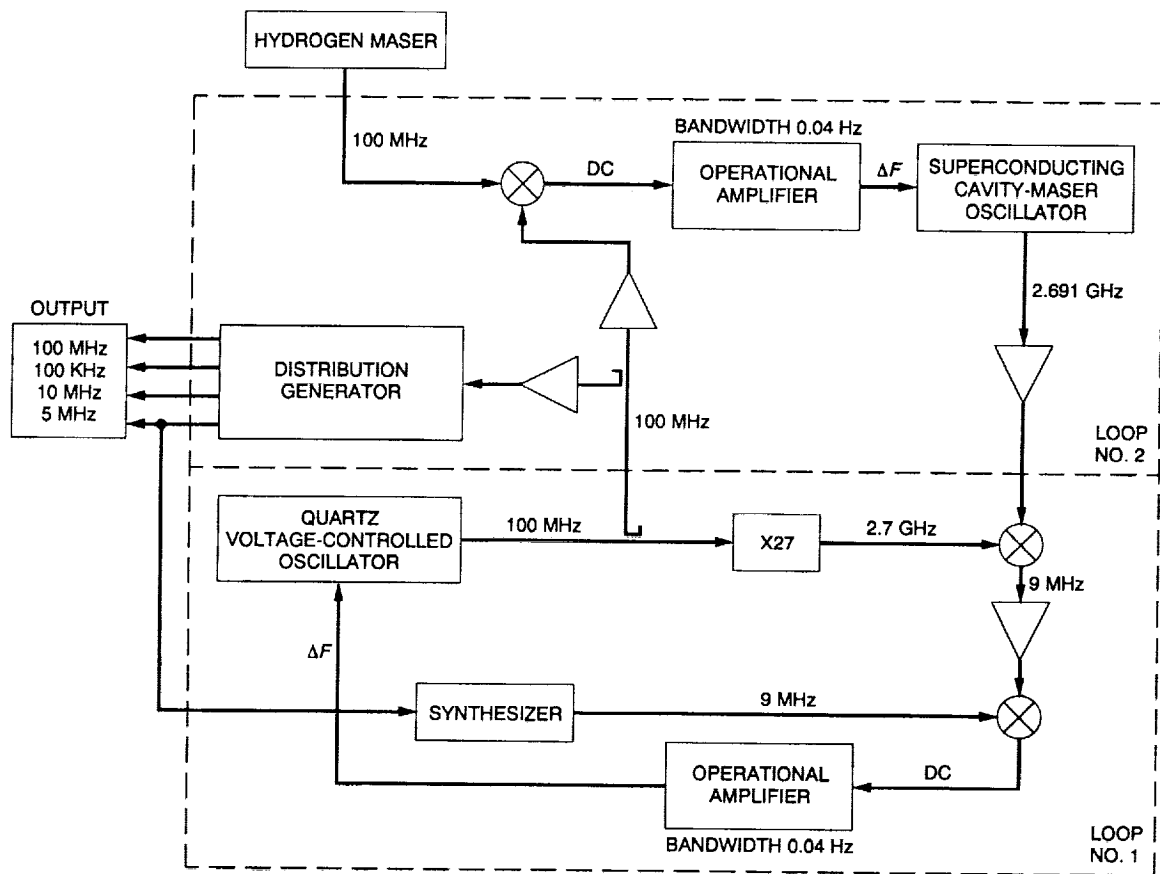 HYDROGEN MASER
100 MHz
BANDWIDTH 0.04 Hz
DC
OPERATIONAL
AMPLIFIER
ΔF
SUPERCONDUCTING
CAVITY-MASER
OSCILLATOR
2.691 GHz
OUTPUT
100 MHz
100 KHz
10 MHz
5 MHz
DISTRIBUTION
GENERATOR
100 MHz
LOOP
NO. 2
QUARTZ
VOLTAGE-CONTROLLED
OSCILLATOR
100 MHz
X27
2.7 GHz
9 MHz
ΔF
SYNTHESIZER
9 MHz
OPERATIONAL
AMPLIFIER
DC
BANDWIDTH 0.04 Hz
LOOP
NO. 1